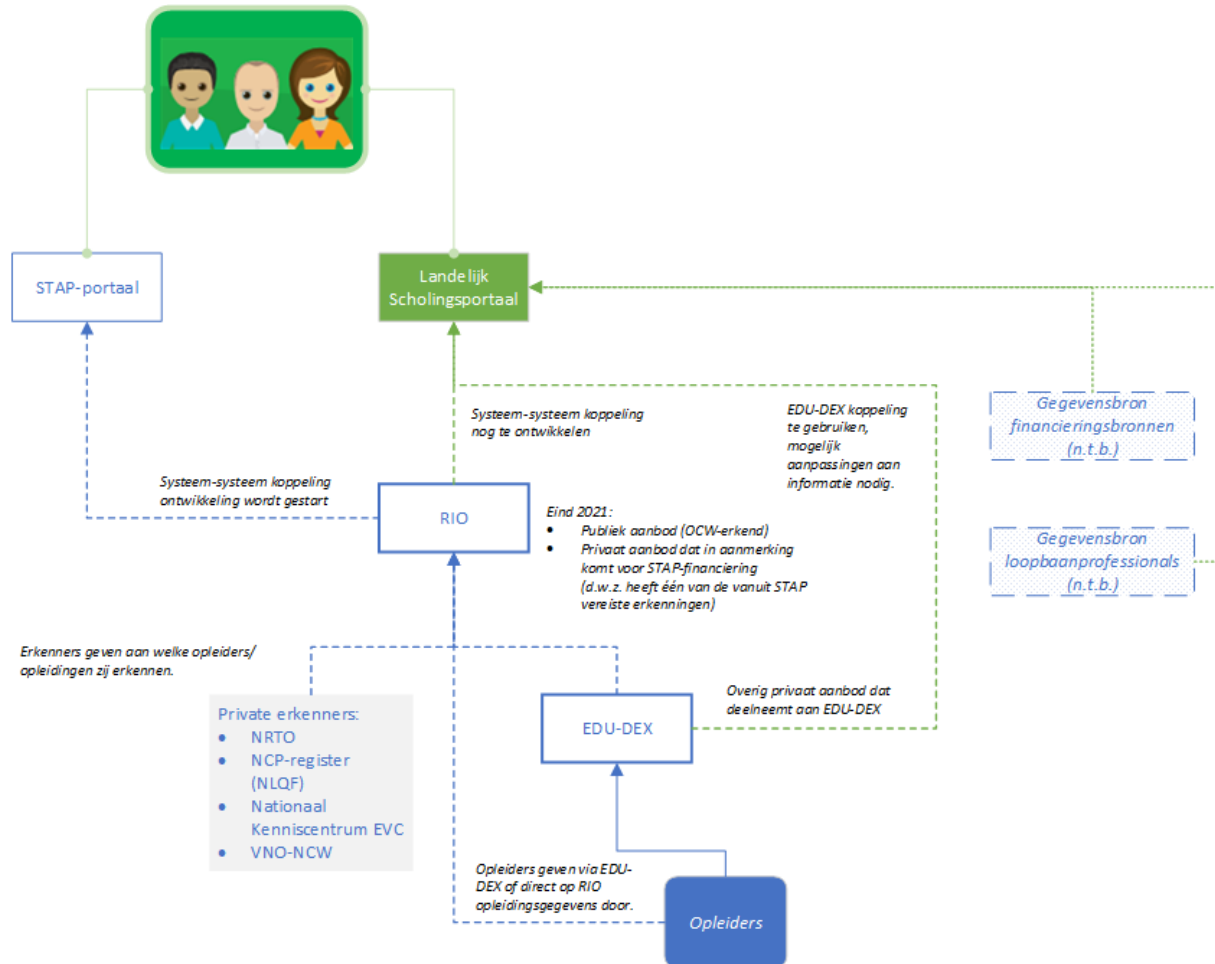 STAP-portaal
Landelijk
Scholingsportaal
Systeem-systeem koppeling
nog te ontwikkelen
EDU-DEX koppeling
te gebruiken,
mogelijk
aanpassingen aan
informatie nodig.
Gegevensbron
financieringsbronnen
(n.t.b.)
Systeem-systeem koppeling
ontwikkeling wordt gestart
RIO
Eind 2021:
• Publiek aanbod (OCW-erkend)
• Privaat aanbod dat in aanmerking
komt voor STAP-financiering
(d.w.z. heeft één van de vanuit STAP
vereiste erkenningen)
Gegevensbron
loopbaanprofessionals
(n.t.b.)
Erkenners geven aan welke opleiders/
opleidingen zij erkennen.
Private erkenners:
• NRTO
• NCP-register
(NLQF)
• Nationaal
Kenniscentrum EVC
• VNO-NCW
EDU-DEX
Overig privaat aanbod dat
deelneemt aan EDU-DEX
Opleiders geven via EDU-
DEX of direct op RIO
opleidingsgegevens door.
Opleiders